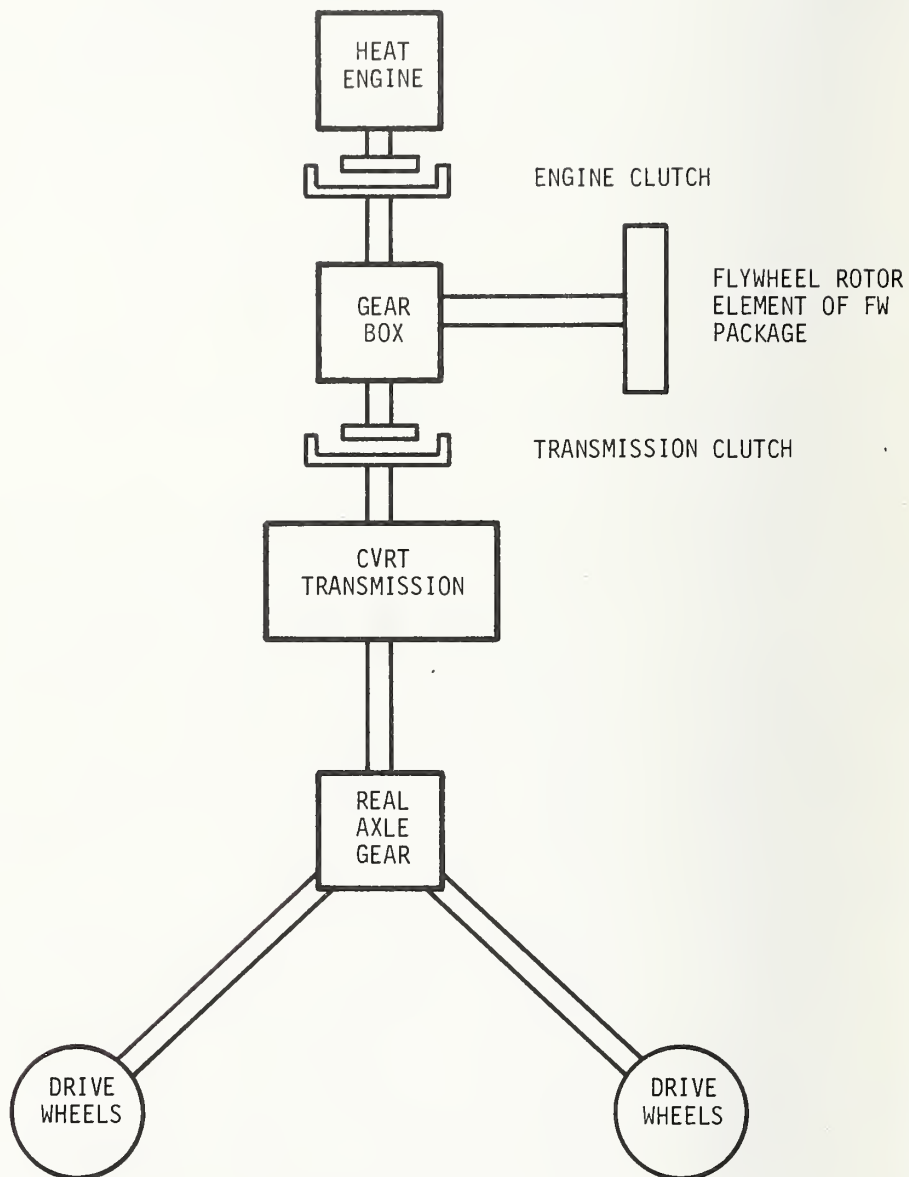 HEAT
ENGINE
ENGINE CLUTCH
GEAR
BOX
FLYWHEEL ROTOR
ELEMENT OF FW
PACKAGE
TRANSMISSION CLUTCH
CVRT
TRANSMISSION
REAL
AXLE
GEAR
DRIVE
WHEELS
DRIVE
WHEELS